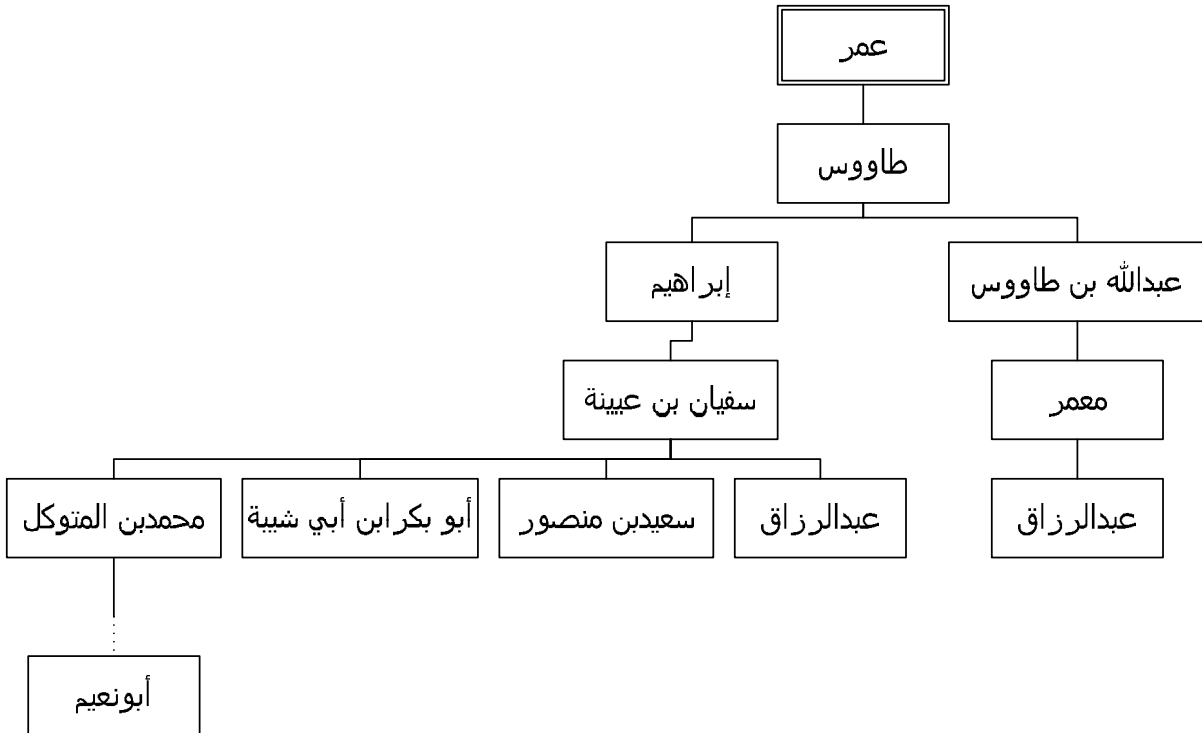 عمر
طاووس
عبدالله بن طاووس
إبراهيم
معمر
سفيان بن عيينة
عبدالرزاق
عبدالرزاق
سعيدبن منصور
أبو بكرابن أبي شيبة
محمدبن المتوكل
أبونعيم